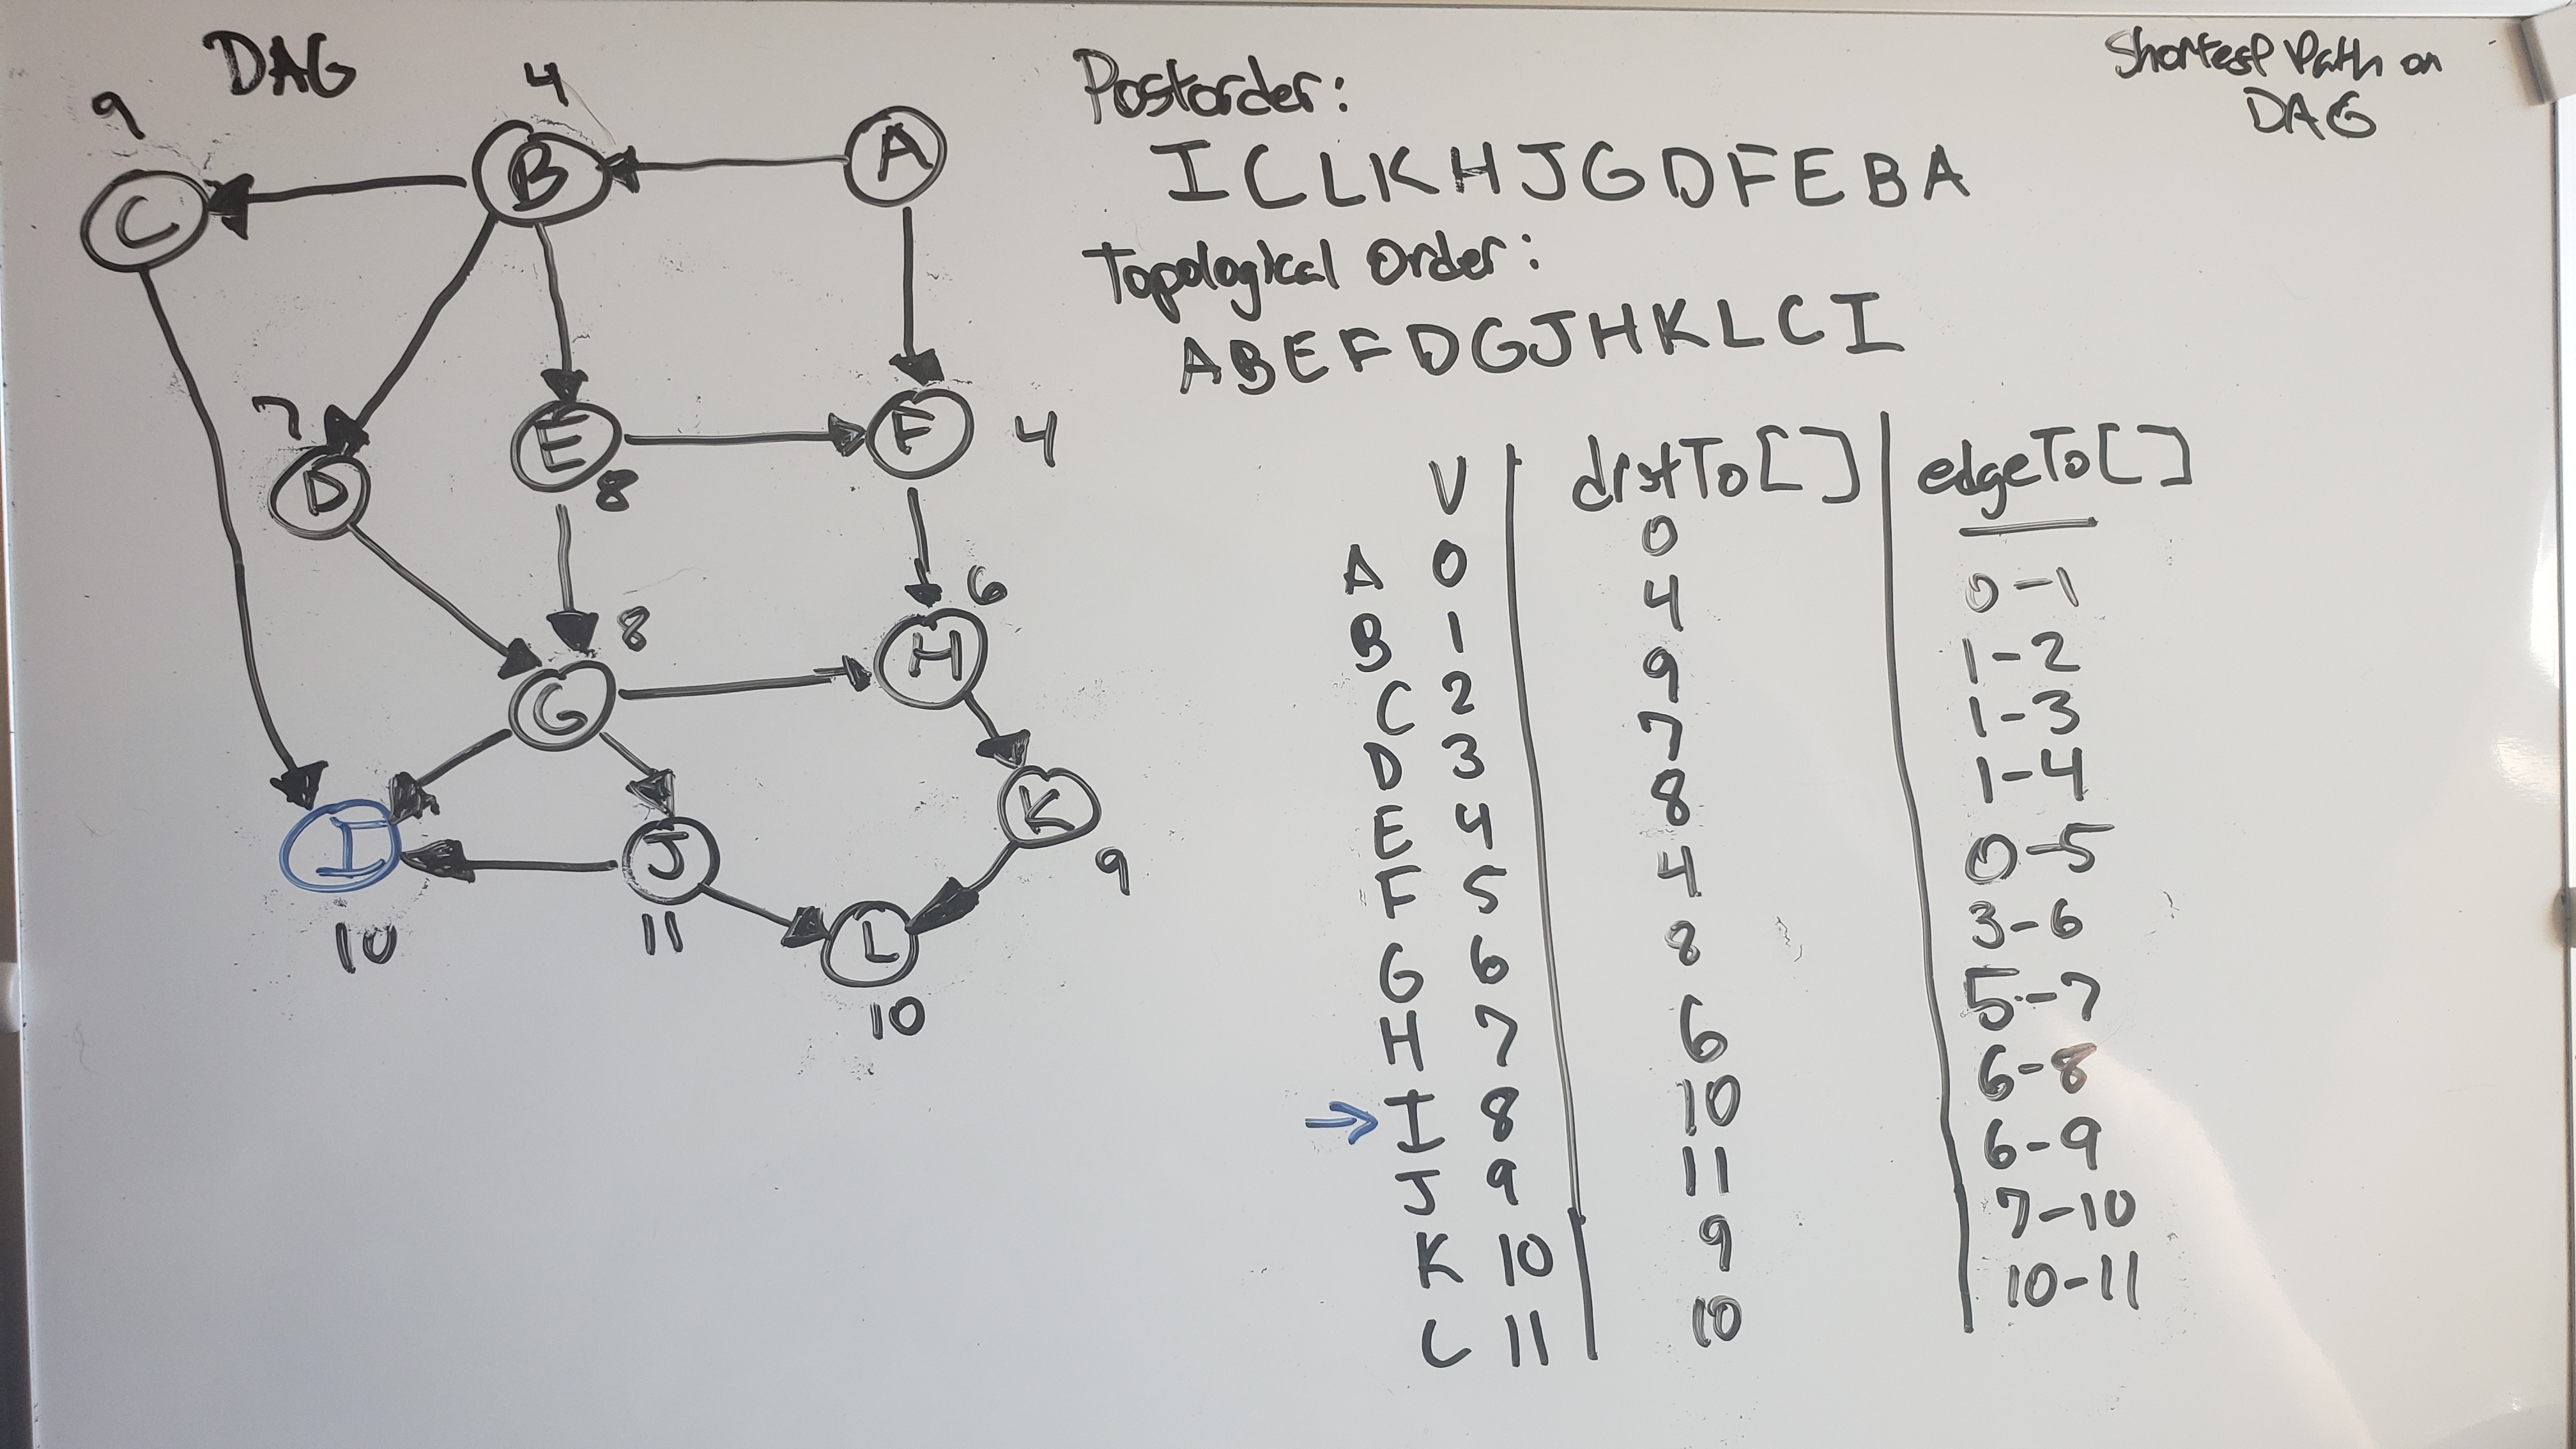 DAG
9
4
B
A
C
7
D
E
8
F
4
8
G
H
6
I
10
J
11
K
9
L
10
Postorder:
I C L K H J G D F E B A
Topological Order:
A B E F D G J H K L C I
Shortest Path on
DAG
V distTo[] edgeTo[]
A 0 0 —
B 1 4 0-1
C 2 9 1-2
D 3 7 1-3
E 4 8 1-4
F 5 4 0-5
G 6 8 3-6
H 7 6 5-7
→ I 8 10 6-8
J 9 11 6-9
K 10 9 7-10
L 11 10 10-11